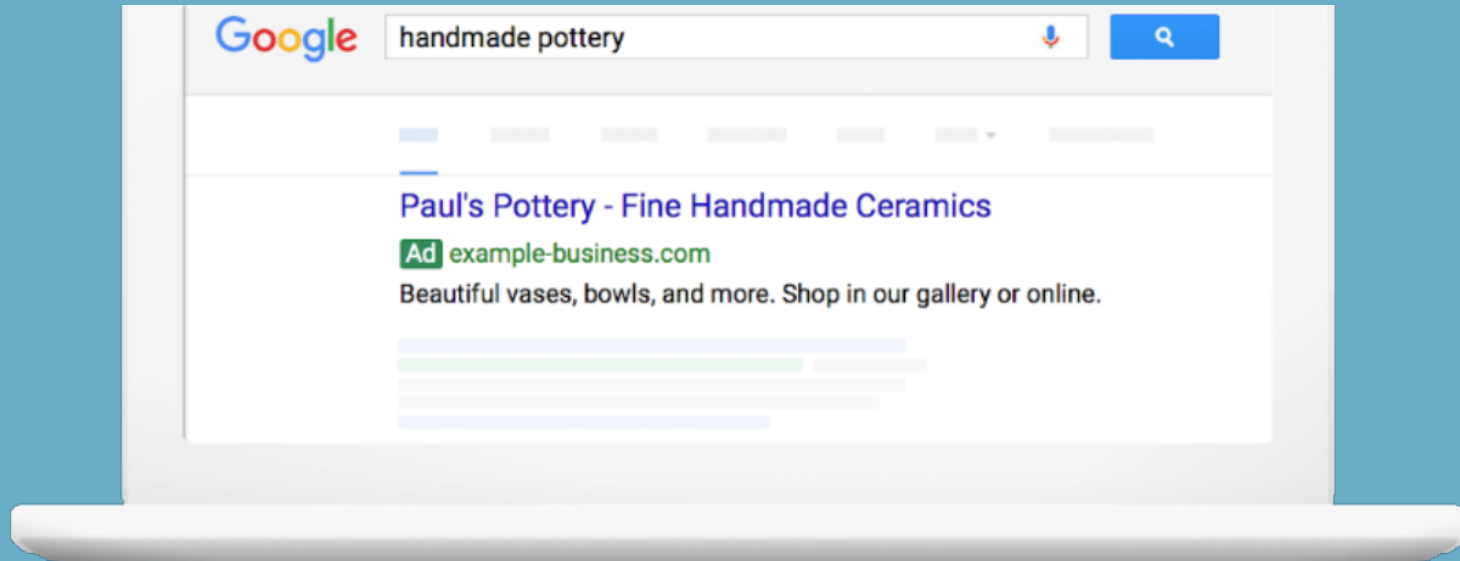 Google
handmade pottery
Paul's Pottery - Fine Handmade Ceramics
Ad example-business.com
Beautiful vases, bowls, and more. Shop in our gallery or online.